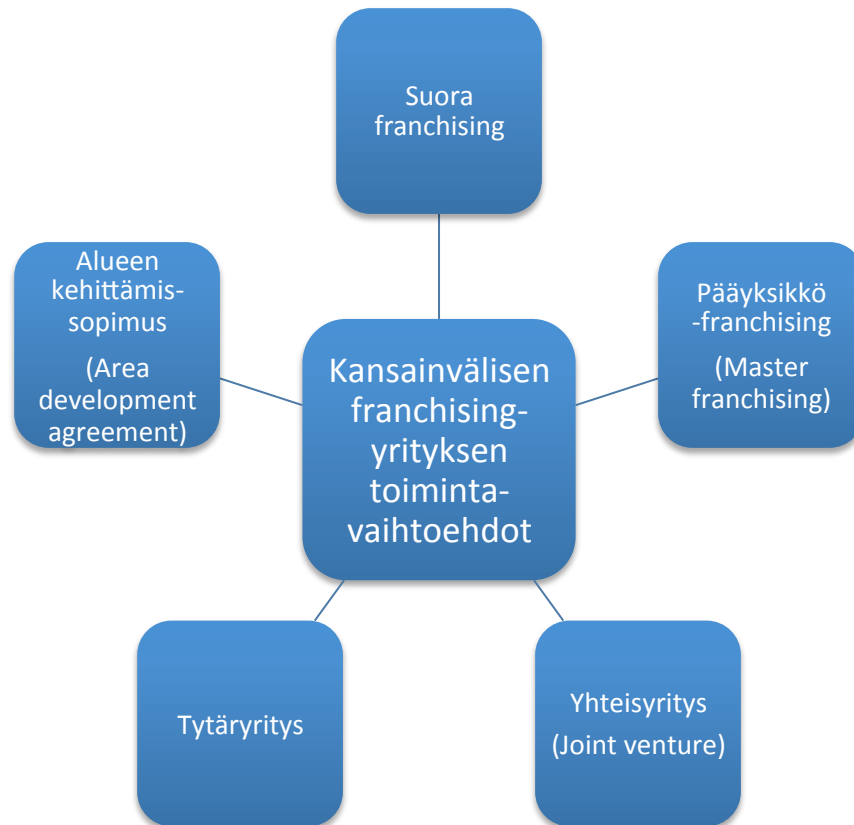 Suora
franchising
Alueen
kehittämis-
sopimus
(Area
development
agreement)
Pääyksikkö
-franchising
(Master
franchising)
Kansainvälisen
franchising-
yrityksen
toiminta-
vaihtoehdot
Tytäryritys
Yhteisyritys
(Joint venture)